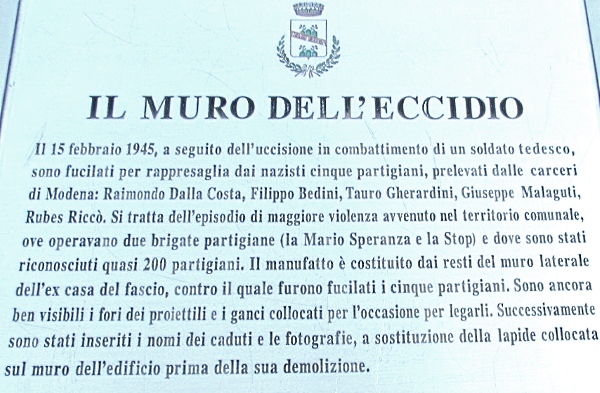 IL MURO DELL'ECCIDIO
Il 15 febbraio 1945, a seguito dell'uccisione in combattimento di un soldato tedesco,
sono fucilati per rappresaglia dai nazisti cinque partigiani, prelevati dalle carceri
di Modena: Raimondo Dalla Costa, Filippo Bedini, Tauro Gherardini, Giuseppe Malaguti,
Rubes Riccò. Si tratta dell'episodio di maggiore violenza avvenuto nel territorio comunale,
ove operavano due brigate partigiane (la Mario Speranza e la Stop) e dove sono stati
riconosciuti quasi 200 partigiani. Il manufatto è costituito dai resti del muro laterale
dell'ex casa del fascio, contro il quale furono fucilati i cinque partigiani. Sono ancora
ben visibili i fori dei proiettili e i ganci collocati per l'occasione per legarli. Successivamente
sono stati inseriti i nomi dei caduti e le fotografie, a sostituzione della lapide collocata
sul muro dell'edificio prima della sua demolizione.